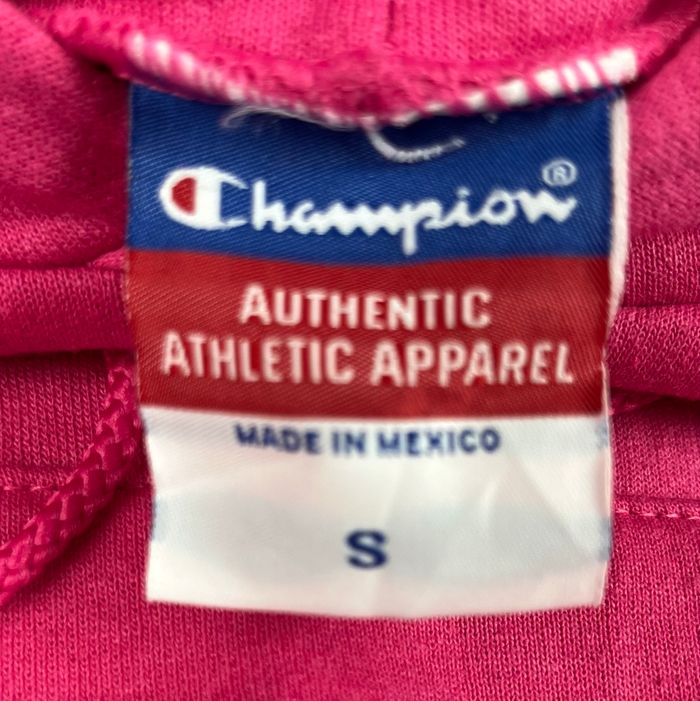 Champion®
AUTHENTIC
ATHLETIC APPAREL
MADE IN MEXICO
S